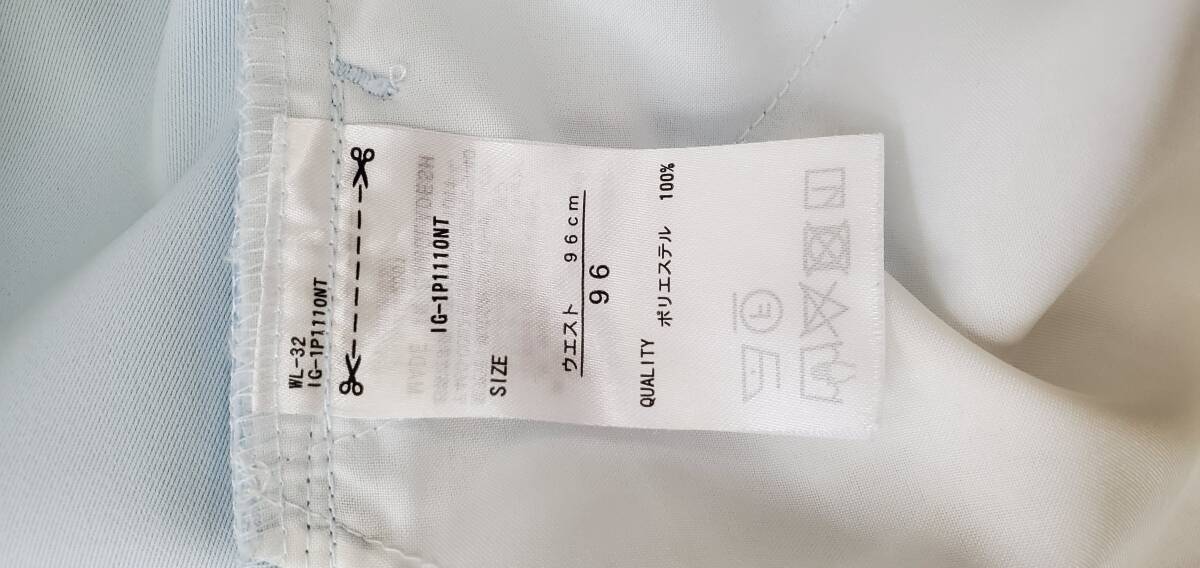 WL-32
IG-1P1110NT
IG-1P1110NT
SIZE
ウエスト 96cm
96
QUALITY
ポリエステル 100%